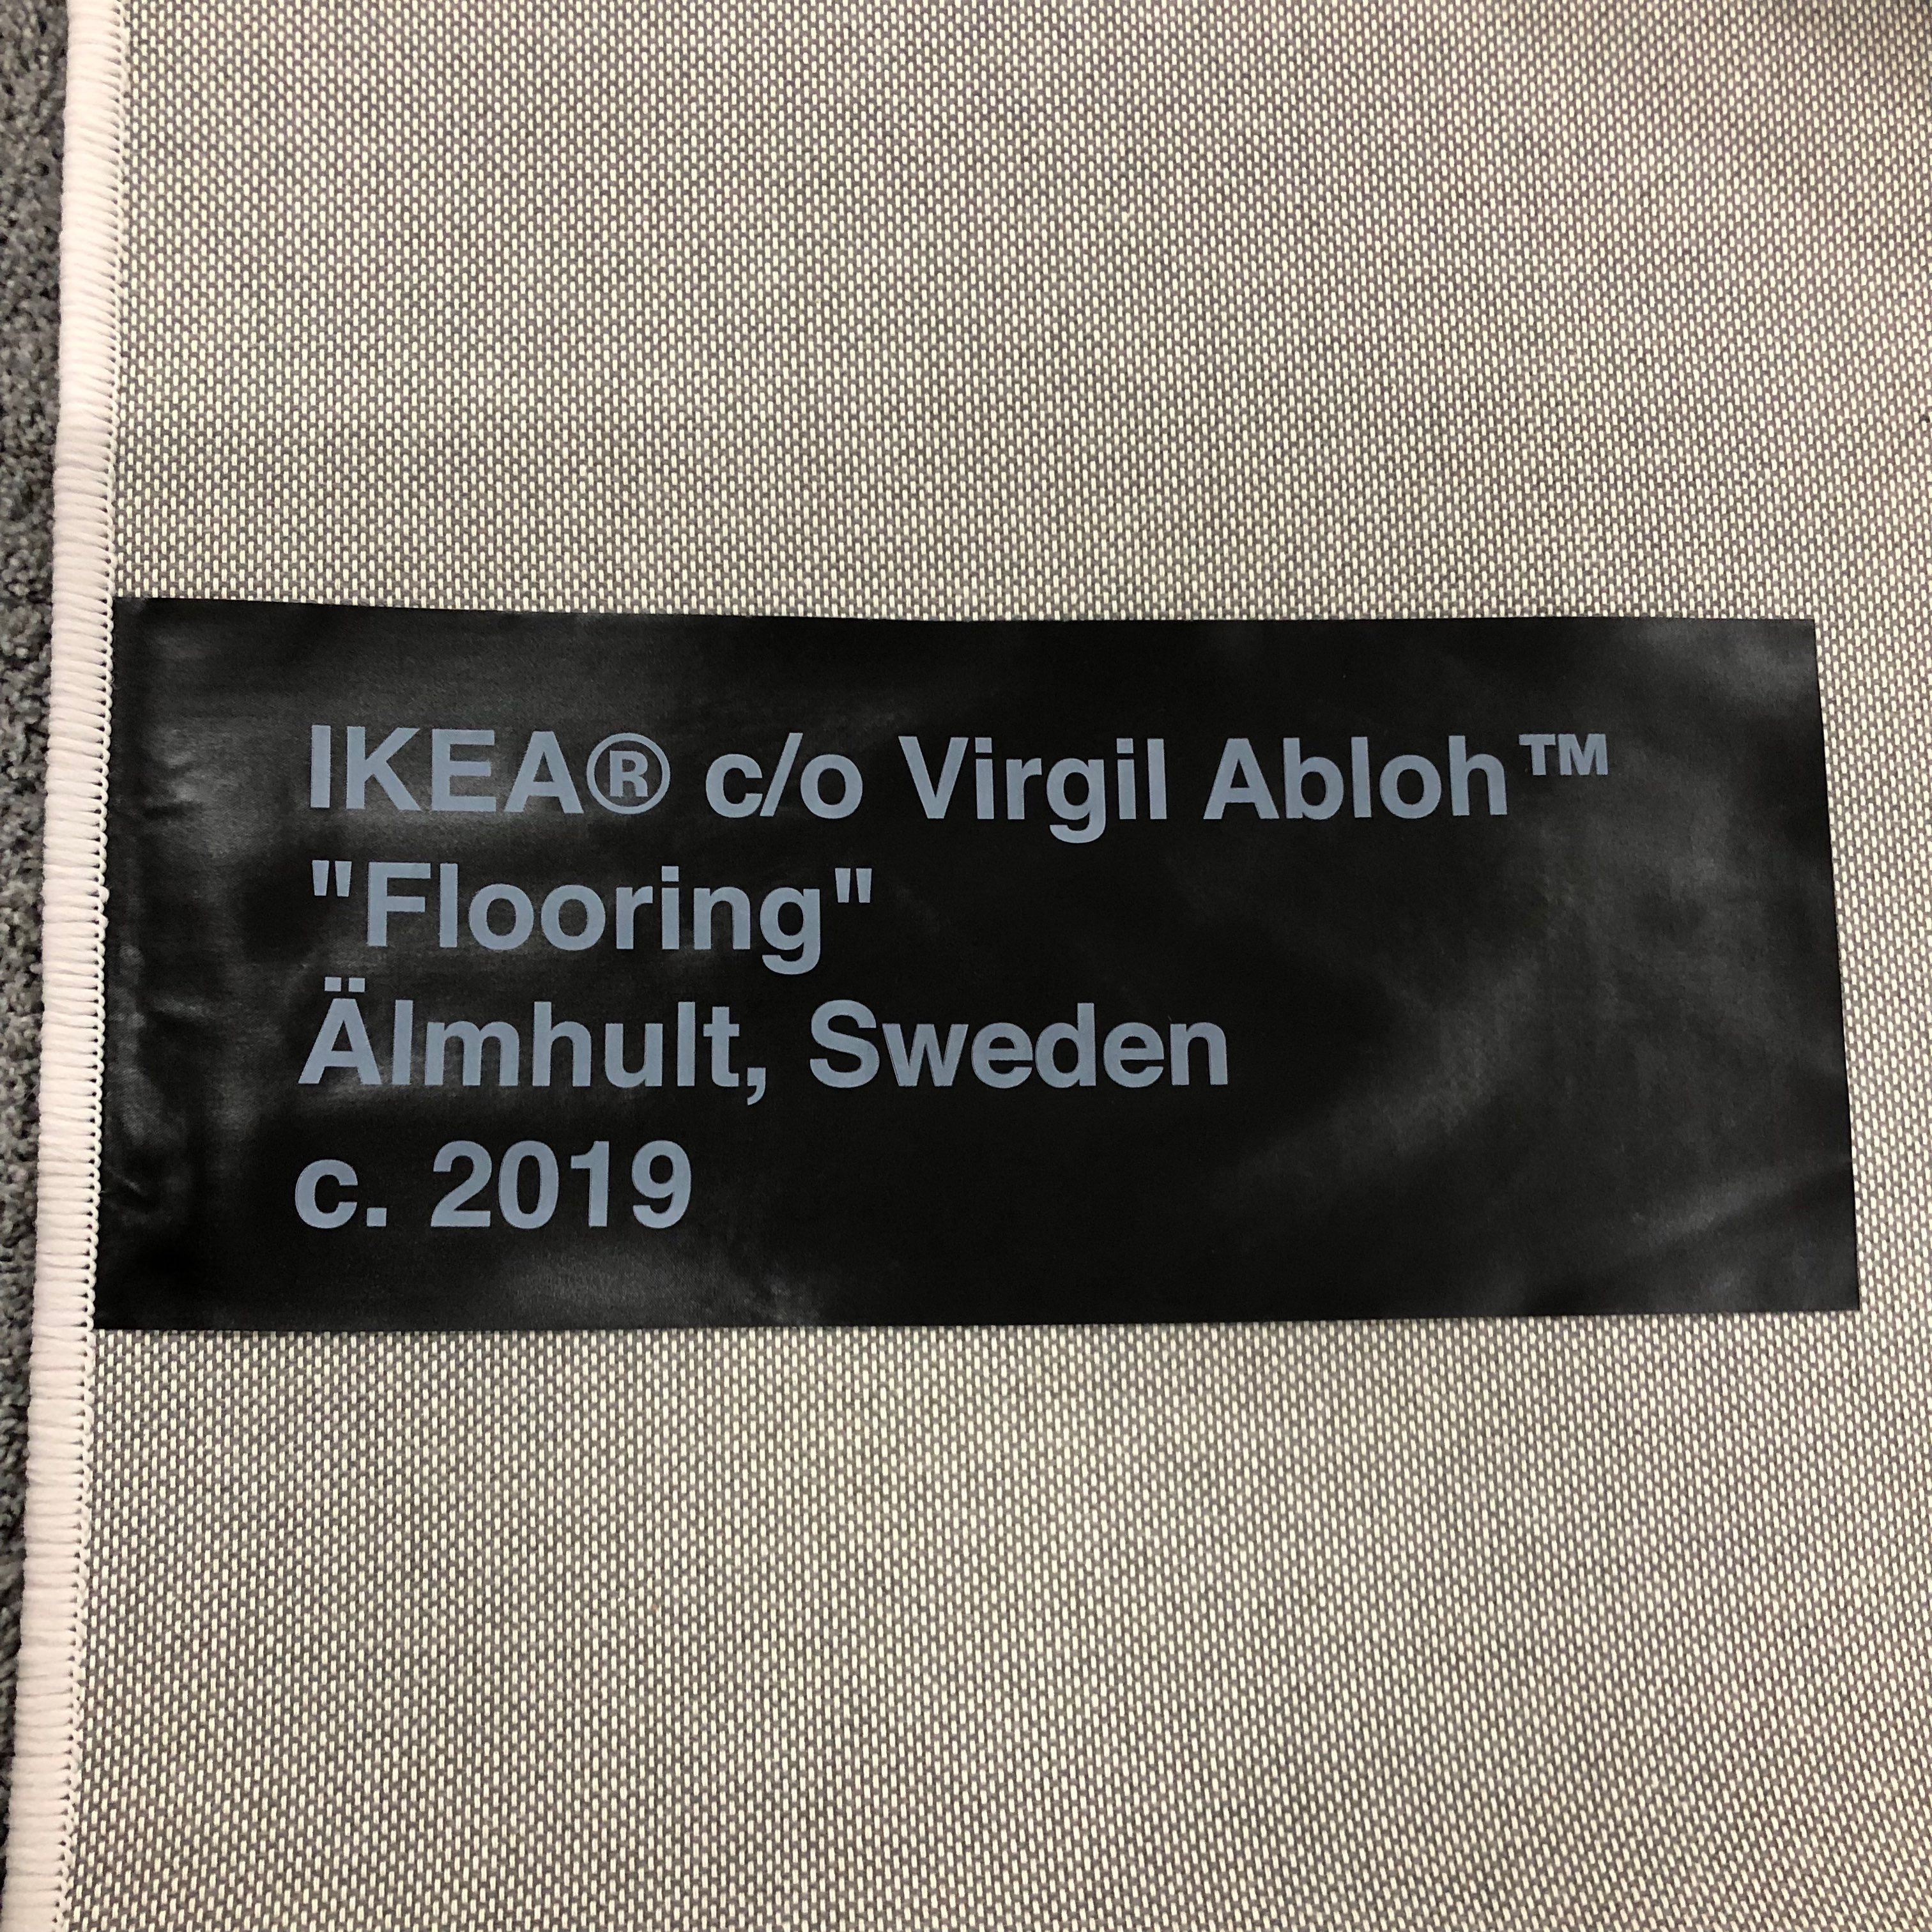 IKEA® c/o Virgil Abloh™
"Flooring"
Älmhult, Sweden
c. 2019